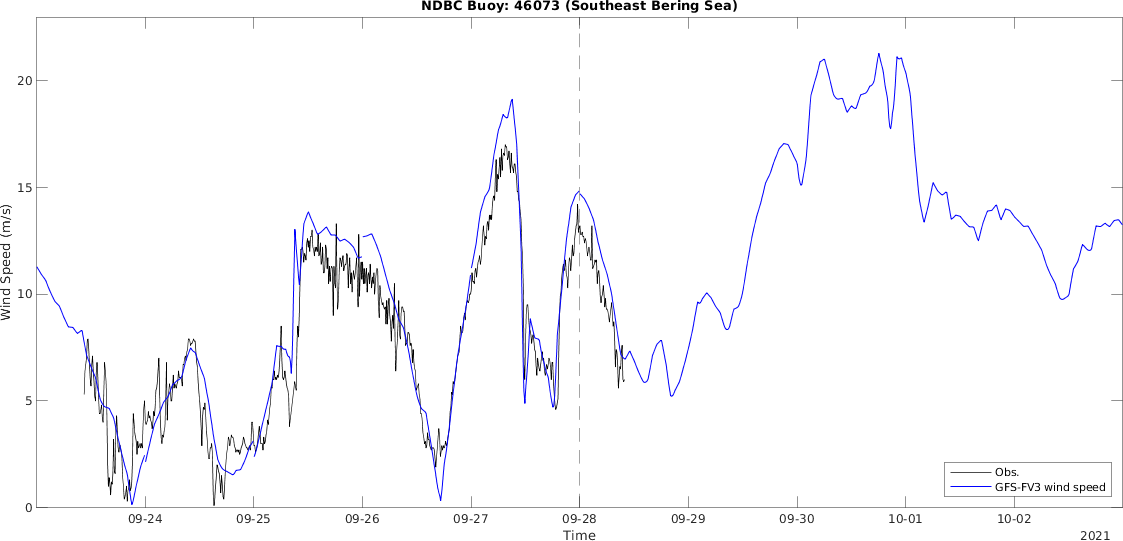 NDBC Buoy: 46073 (Southeast Bering Sea)
20
15
10
5
0
Wind Speed (m/s)
09-24 09-25 09-26 09-27 09-28 09-29 09-30 10-01 10-02
Time
2021
Obs.
GFS-FV3 wind speed